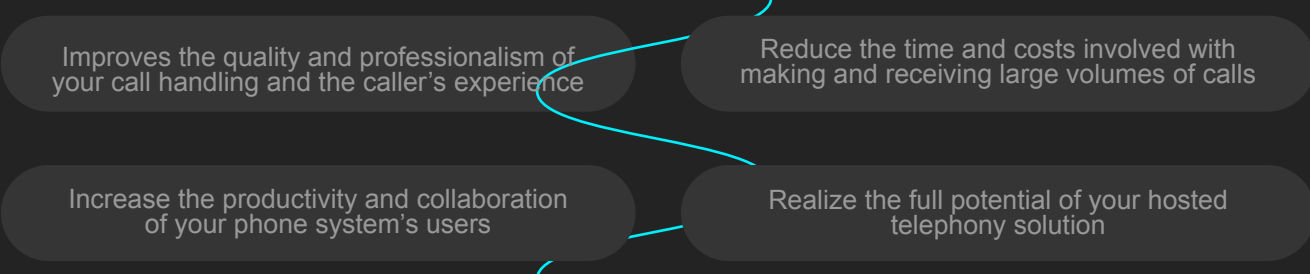 Improves the quality and professionalism of
your call handling and the caller’s experience
Reduce the time and costs involved with
making and receiving large volumes of calls
Increase the productivity and collaboration
of your phone system’s users
Realize the full potential of your hosted
telephony solution